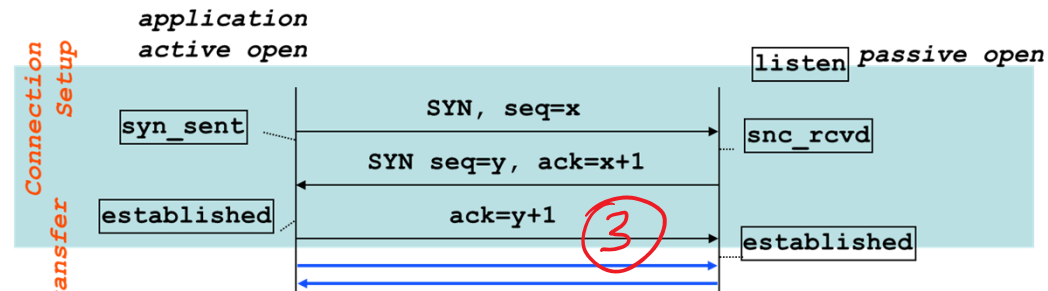 application
active open
listen
passive open
Connection
Setup
SYN, seq=x
syn_sent
snc_rcvd
SYN seq=y, ack=x+1
established
ack=y+1
3
established
ansfer